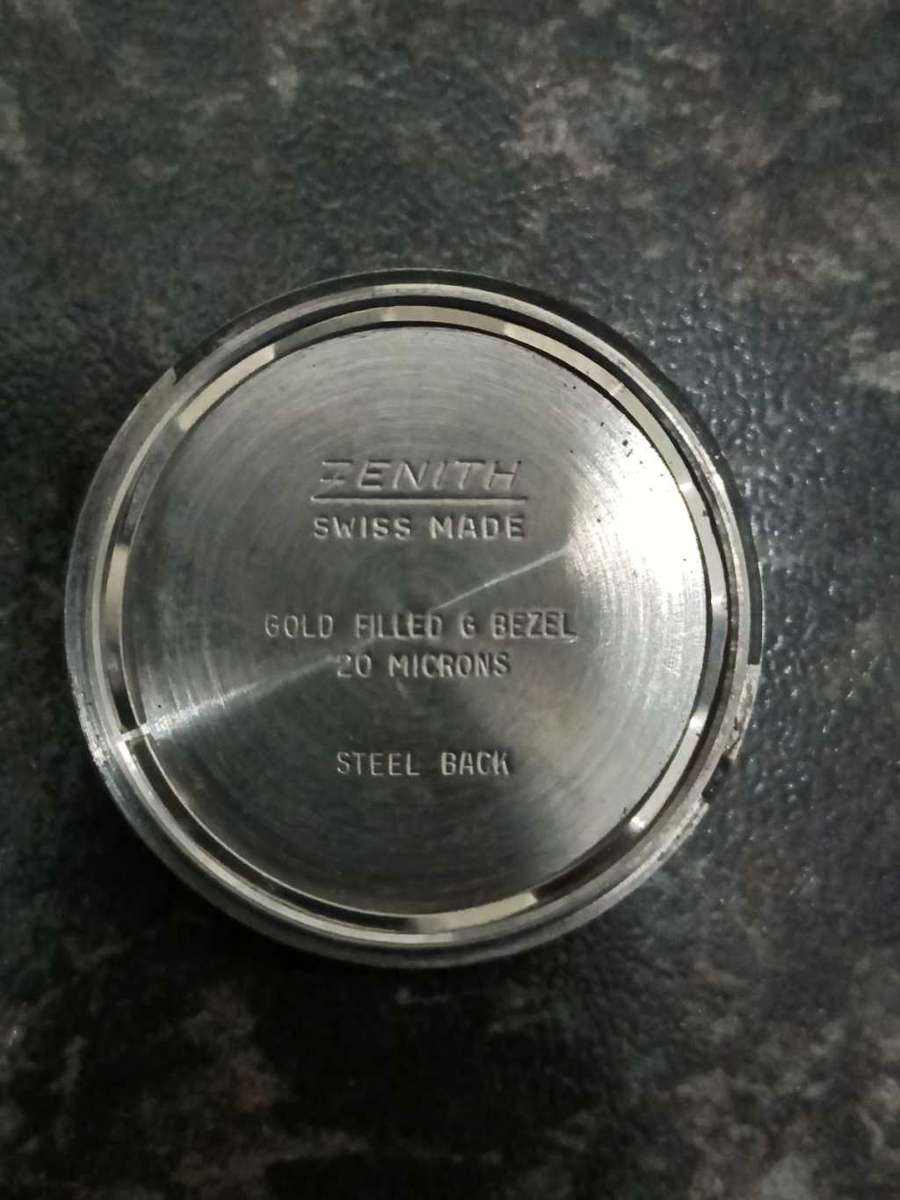 ZENITH
SWISS MADE
GOLD FILLED G BEZEL
20 MICRONS
STEEL BACK